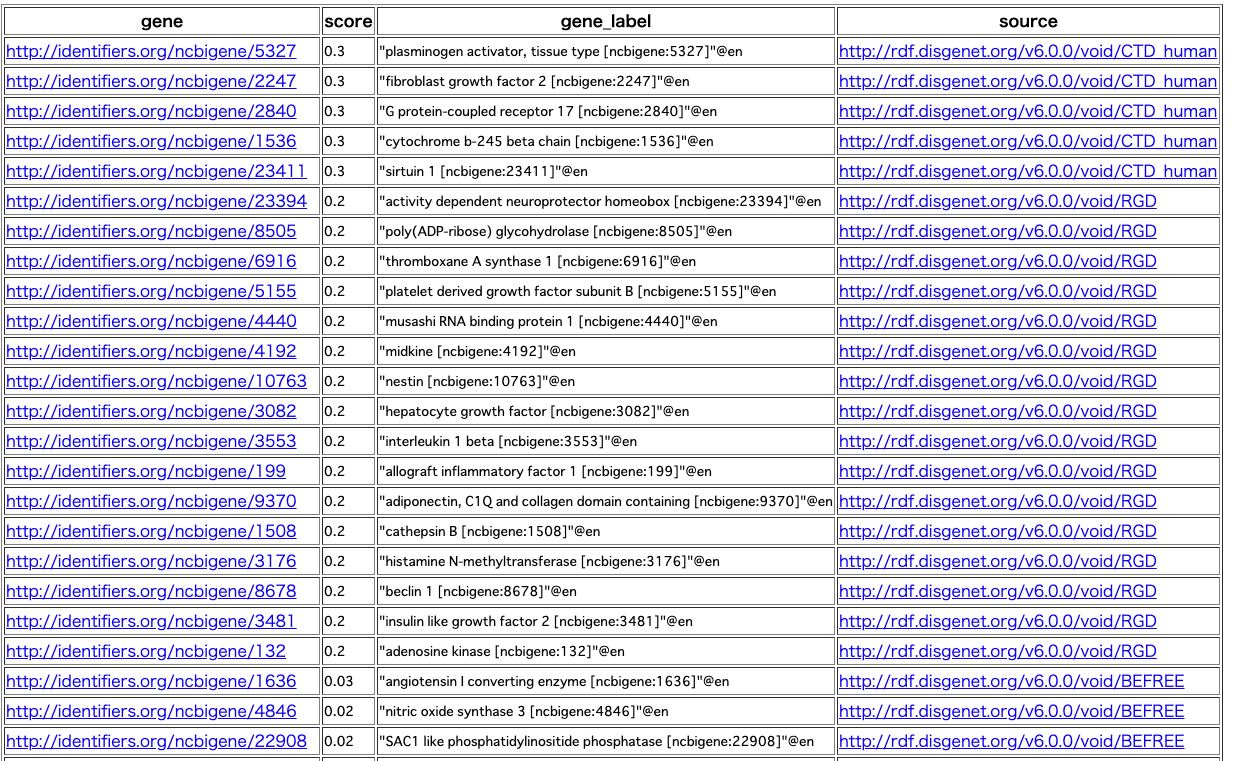 gene score gene_label source
http://identifiers.org/ncbigene/5327 0.3 "plasminogen activator, tissue type [ncbigene:5327]"@en http://rdf.disgenet.org/v6.0.0/void/CTD_human
http://identifiers.org/ncbigene/2247 0.3 "fibroblast growth factor 2 [ncbigene:2247]"@en http://rdf.disgenet.org/v6.0.0/void/CTD_human
http://identifiers.org/ncbigene/2840 0.3 "G protein-coupled receptor 17 [ncbigene:2840]"@en http://rdf.disgenet.org/v6.0.0/void/CTD_human
http://identifiers.org/ncbigene/1536 0.3 "cytochrome b-245 beta chain [ncbigene:1536]"@en http://rdf.disgenet.org/v6.0.0/void/CTD_human
http://identifiers.org/ncbigene/23411 0.3 "sirtuin 1 [ncbigene:23411]"@en http://rdf.disgenet.org/v6.0.0/void/CTD_human
http://identifiers.org/ncbigene/23394 0.2 "activity dependent neuroprotector homeobox [ncbigene:23394]"@en http://rdf.disgenet.org/v6.0.0/void/RGD
http://identifiers.org/ncbigene/8505 0.2 "poly(ADP-ribose) glycohydrolase [ncbigene:8505]"@en http://rdf.disgenet.org/v6.0.0/void/RGD
http://identifiers.org/ncbigene/6916 0.2 "thromboxane A synthase 1 [ncbigene:6916]"@en http://rdf.disgenet.org/v6.0.0/void/RGD
http://identifiers.org/ncbigene/5155 0.2 "platelet derived growth factor subunit B [ncbigene:5155]"@en http://rdf.disgenet.org/v6.0.0/void/RGD
http://identifiers.org/ncbigene/4440 0.2 "musashi RNA binding protein 1 [ncbigene:4440]"@en http://rdf.disgenet.org/v6.0.0/void/RGD
http://identifiers.org/ncbigene/4192 0.2 "midkine [ncbigene:4192]"@en http://rdf.disgenet.org/v6.0.0/void/RGD
http://identifiers.org/ncbigene/10763 0.2 "nestin [ncbigene:10763]"@en http://rdf.disgenet.org/v6.0.0/void/RGD
http://identifiers.org/ncbigene/3082 0.2 "hepatocyte growth factor [ncbigene:3082]"@en http://rdf.disgenet.org/v6.0.0/void/RGD
http://identifiers.org/ncbigene/3553 0.2 "interleukin 1 beta [ncbigene:3553]"@en http://rdf.disgenet.org/v6.0.0/void/RGD
http://identifiers.org/ncbigene/199 0.2 "allograft inflammatory factor 1 [ncbigene:199]"@en http://rdf.disgenet.org/v6.0.0/void/RGD
http://identifiers.org/ncbigene/9370 0.2 "adiponectin, C1Q and collagen domain containing [ncbigene:9370]"@en http://rdf.disgenet.org/v6.0.0/void/RGD
http://identifiers.org/ncbigene/1508 0.2 "cathepsin B [ncbigene:1508]"@en http://rdf.disgenet.org/v6.0.0/void/RGD
http://identifiers.org/ncbigene/3176 0.2 "histamine N-methyltransferase [ncbigene:3176]"@en http://rdf.disgenet.org/v6.0.0/void/RGD
http://identifiers.org/ncbigene/8678 0.2 "beclin 1 [ncbigene:8678]"@en http://rdf.disgenet.org/v6.0.0/void/RGD
http://identifiers.org/ncbigene/3481 0.2 "insulin like growth factor 2 [ncbigene:3481]"@en http://rdf.disgenet.org/v6.0.0/void/RGD
http://identifiers.org/ncbigene/132 0.2 "adenosine kinase [ncbigene:132]"@en http://rdf.disgenet.org/v6.0.0/void/RGD
http://identifiers.org/ncbigene/1636 0.03 "angiotensin I converting enzyme [ncbigene:1636]"@en http://rdf.disgenet.org/v6.0.0/void/BEFREE
http://identifiers.org/ncbigene/4846 0.02 "nitric oxide synthase 3 [ncbigene:4846]"@en http://rdf.disgenet.org/v6.0.0/void/BEFREE
http://identifiers.org/ncbigene/22908 0.02 "SAC1 like phosphatidylinositide phosphatase [ncbigene:22908]"@en http://rdf.disgenet.org/v6.0.0/void/BEFREE